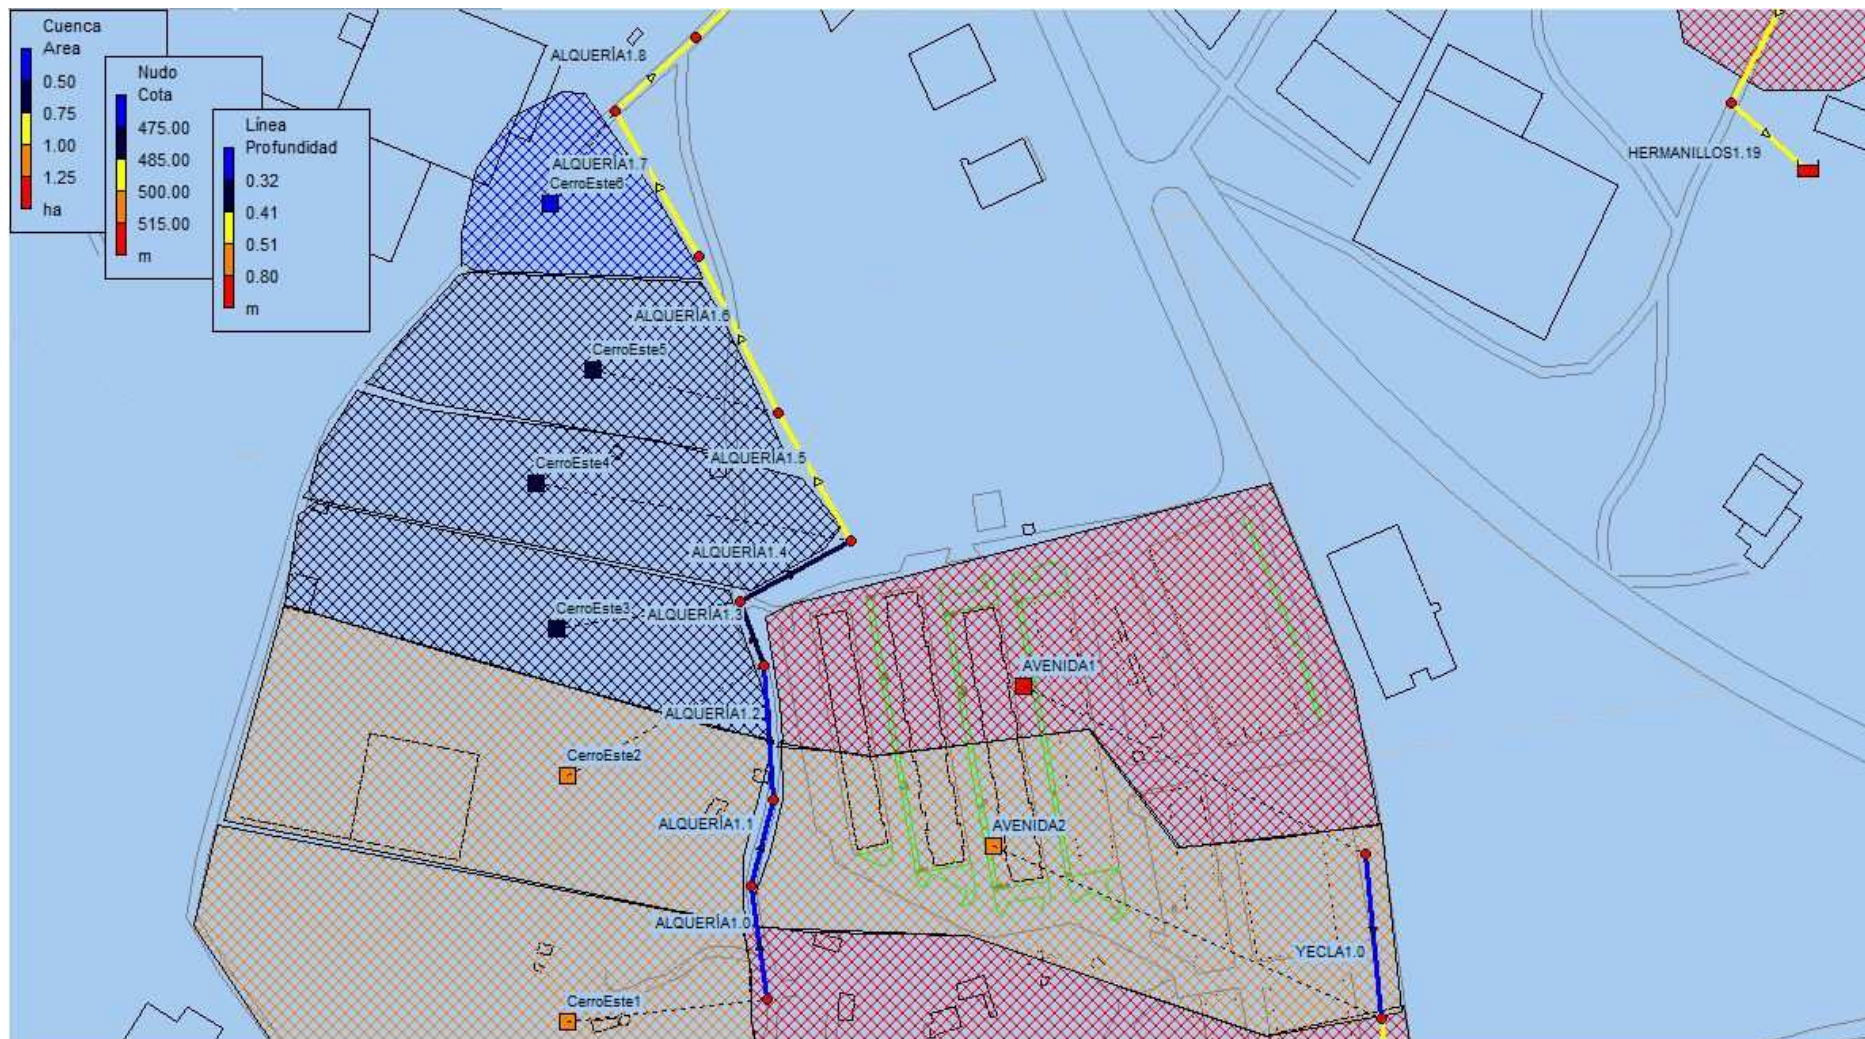 Cuenca
Area
0.50
0.75
1.00
1.25
ha
Nudo
Cota
475.00
485.00
500.00
515.00
m
Línea
Profundidad
0.32
0.41
0.51
0.80
m
ALQUERÍA1.8
HERMANILLOS1.19
ALQUERÍA1.7
CerroEste6
ALQUERÍA1.6
CerroEste5
ALQUERÍA1.5
CerroEste4
ALQUERÍA1.4
CerroEste3
ALQUERÍA1.3
AVENIDA1
ALQUERÍA1.2
CerroEste2
ALQUERÍA1.1
AVENIDA2
ALQUERÍA1.0
YECLA1.0
CerroEste1